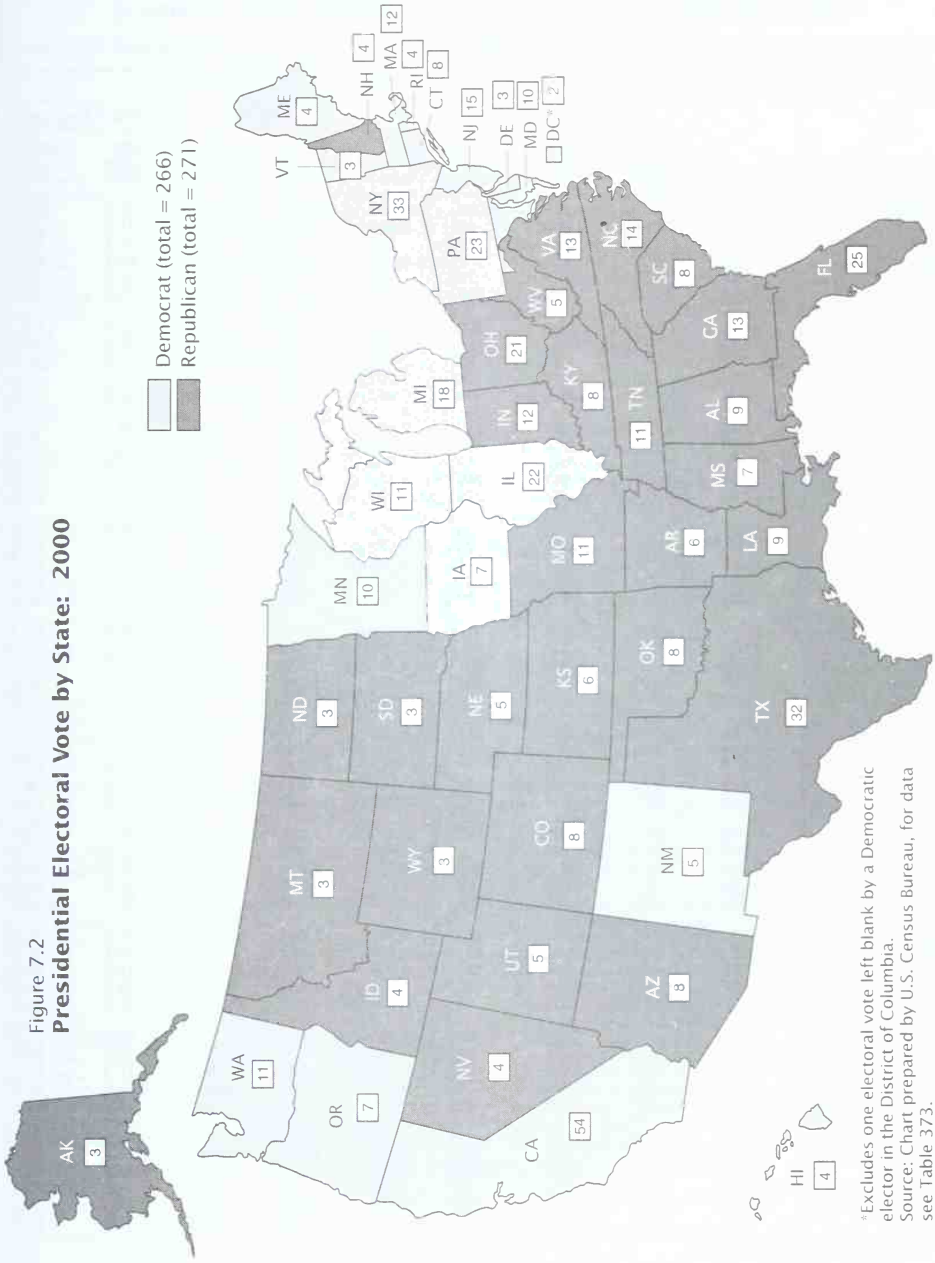 Figure 7.2
Presidential Electoral Vote by State: 2000
Democrat (total = 266)
Republican (total = 271)
AK
3
WA
11
OR
7
CA
54
HI
4
ID
4
NV
4
MT
3
WY
3
UT
5
AZ
8
CO
8
NM
5
ND
3
SD
3
NE
5
KS
6
OK
8
TX
32
MN
10
IA
7
MO
11
AR
6
LA
9
WI
11
IL
22
MI
18
IN
12
OH
21
KY
8
TN
11
MS
7
AL
9
GA
13
FL
25
SC
8
NC
14
VA
13
WV
5
PA
23
NY
33
VT
3
ME
4
NH 4
MA 12
RI 4
CT 8
NJ 15
DE 3
MD 10
DC* 2
*Excludes one electoral vote left blank by a Democratic
elector in the District of Columbia.
Source: Chart prepared by U.S. Census Bureau, for data
see Table 373.